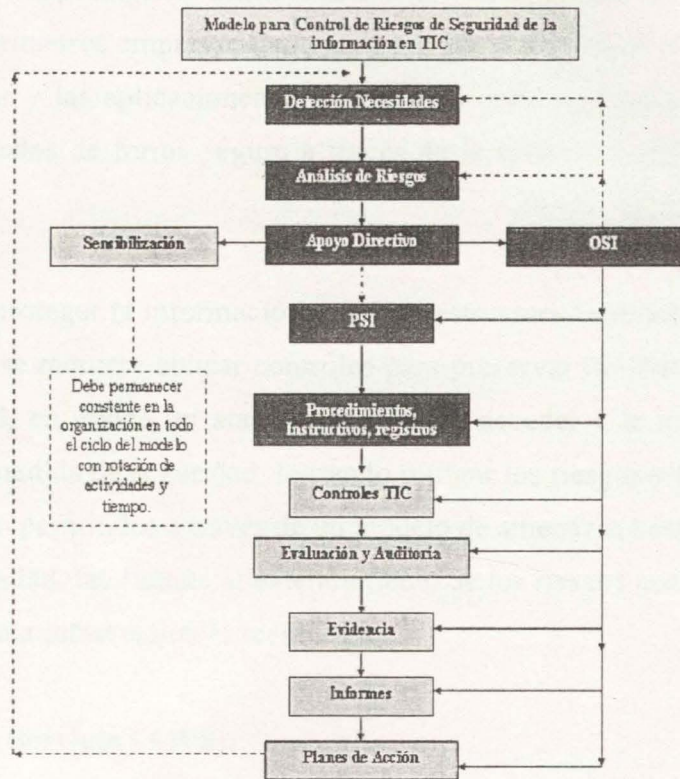 Modelo para Control de Riesgos de Seguridad de la
información en TIC
Detección Necesidades
Análisis de Riesgos
Sensibilización
Apoyo Directivo
OSI
PSI
Debe permanecer
constante en la
organización en todo
el ciclo del modelo
con rotación de
actividades y
tiempo.
Procedimientos,
Instructivos, registros
Controles TIC
Evaluación y Auditoría
Evidencia
Informes
Planes de Acción